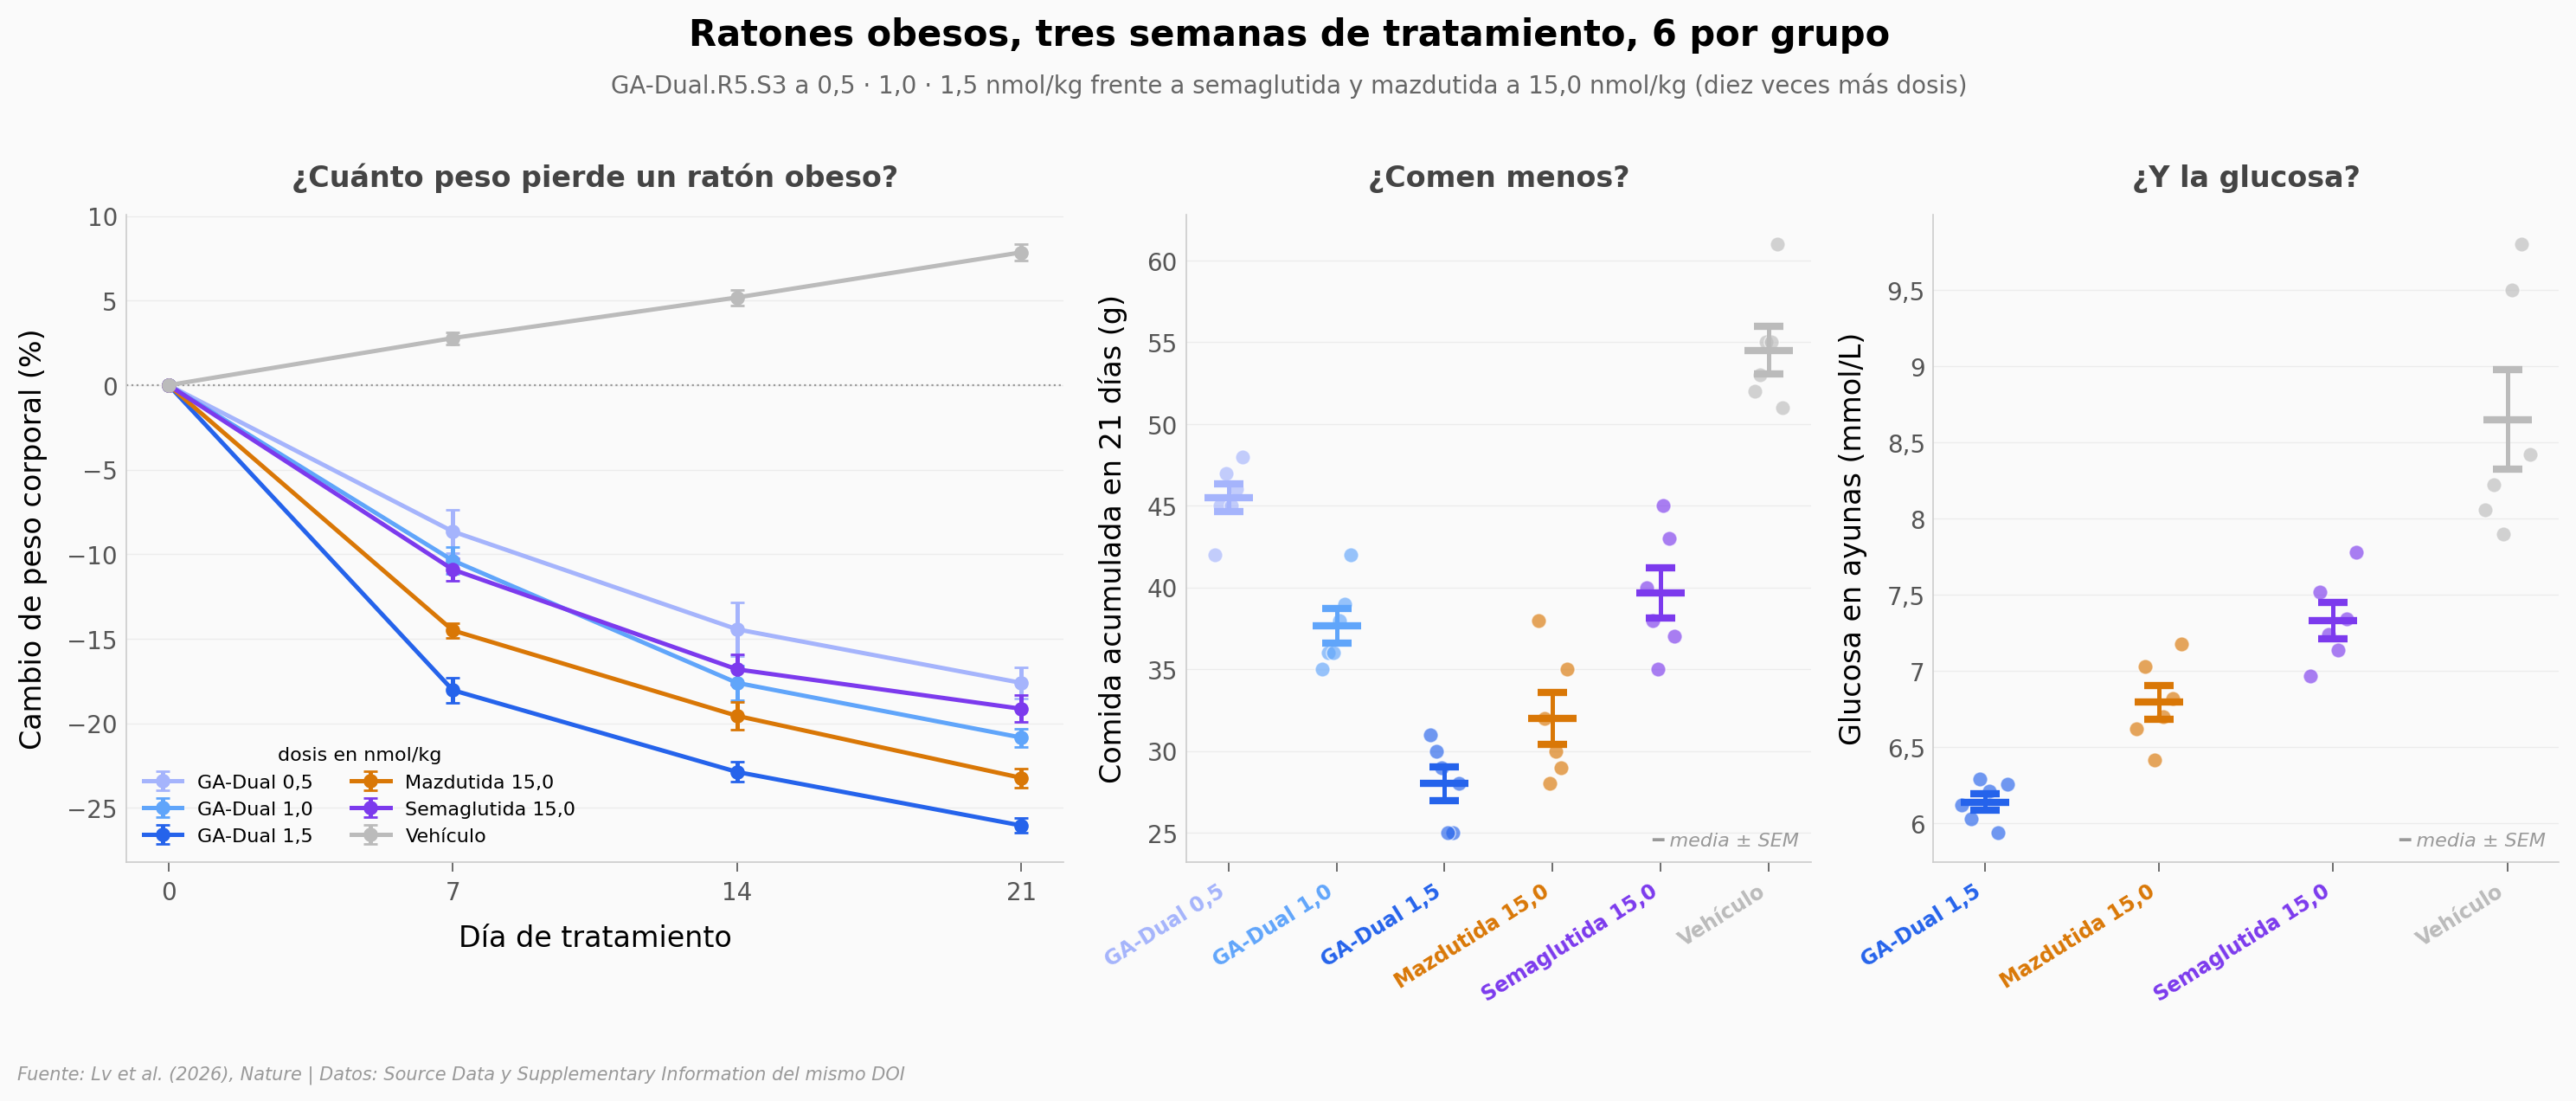 Ratones obesos, tres semanas de tratamiento, 6 por grupo
GA-Dual.R5.S3 a 0,5 · 1,0 · 1,5 nmol/kg frente a semaglutida y mazdutida a 15,0 nmol/kg (diez veces más dosis)
¿Cuánto peso pierde un ratón obeso?
Cambio de peso corporal (%)
10
5
0
−5
−10
−15
−20
−25
dosis en nmol/kg
GA-Dual 0,5
GA-Dual 1,0
GA-Dual 1,5
Mazdutida 15,0
Semaglutida 15,0
Vehículo
0 7 14 21
Día de tratamiento
¿Comen menos?
Comida acumulada en 21 días (g)
60
55
50
45
40
35
30
25
media ± SEM
GA-Dual 0,5
GA-Dual 1,0
GA-Dual 1,5
Mazdutida 15,0
Semaglutida 15,0
Vehículo
¿Y la glucosa?
Glucosa en ayunas (mmol/L)
9,5
9
8,5
8
7,5
7
6,5
6
media ± SEM
GA-Dual 1,5
Mazdutida 15,0
Semaglutida 15,0
Vehículo
Fuente: Lv et al. (2026), Nature | Datos: Source Data y Supplementary Information del mismo DOI